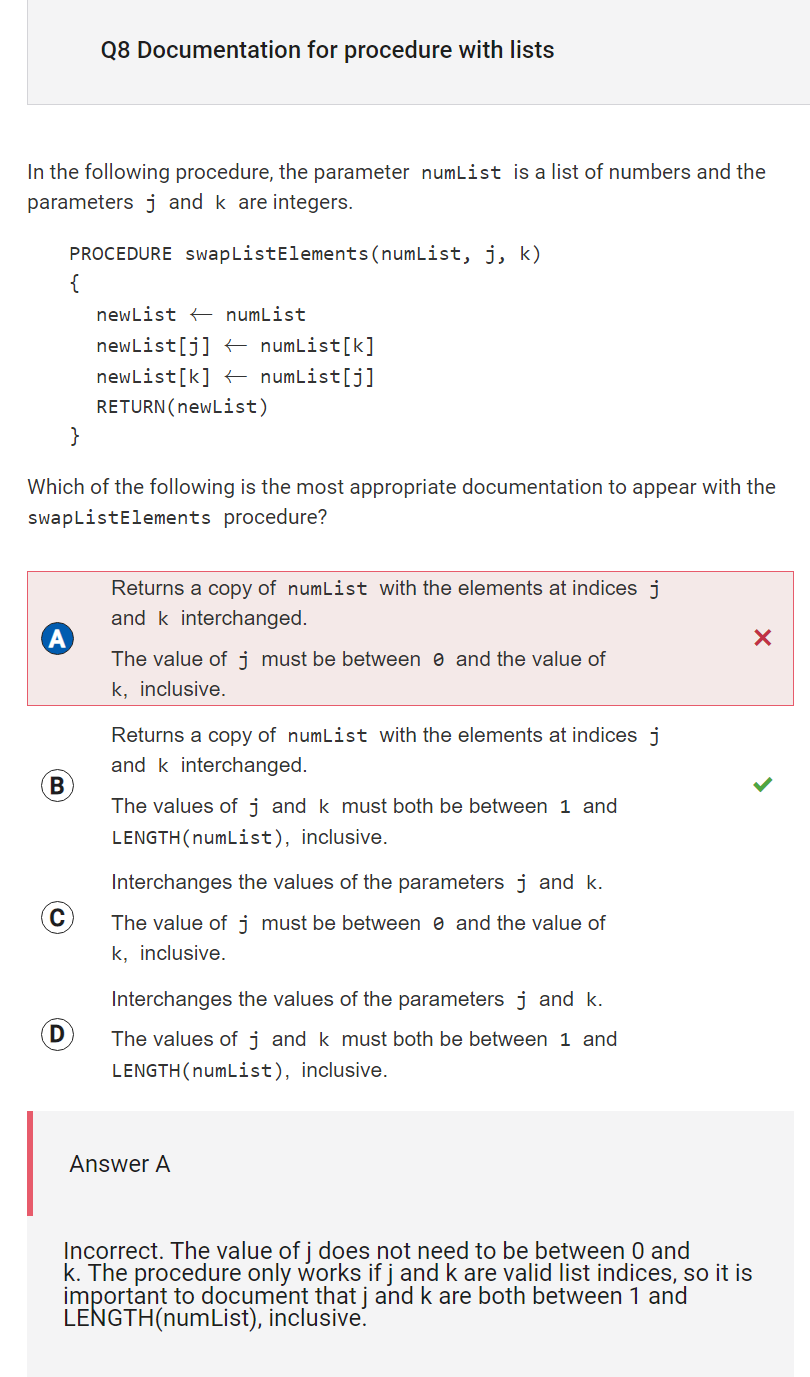 Q8 Documentation for procedure with lists
In the following procedure, the parameter numList is a list of numbers and the
parameters j and k are integers.
PROCEDURE swapListElements(numList, j, k)
{
newList ← numList
newList[j] ← numList[k]
newList[k] ← numList[j]
RETURN(newList)
}
Which of the following is the most appropriate documentation to appear with the
swapListElements procedure?
Returns a copy of numList with the elements at indices j
and k interchanged.
A
The value of j must be between 0 and the value of
k, inclusive.
Returns a copy of numList with the elements at indices j
and k interchanged.
B
The values of j and k must both be between 1 and
LENGTH(numList), inclusive.
Interchanges the values of the parameters j and k.
C
The value of j must be between 0 and the value of
k, inclusive.
Interchanges the values of the parameters j and k.
D
The values of j and k must both be between 1 and
LENGTH(numList), inclusive.
Answer A
Incorrect. The value of j does not need to be between 0 and
k. The procedure only works if j and k are valid list indices, so it is
important to document that j and k are both between 1 and
LENGTH(numList), inclusive.